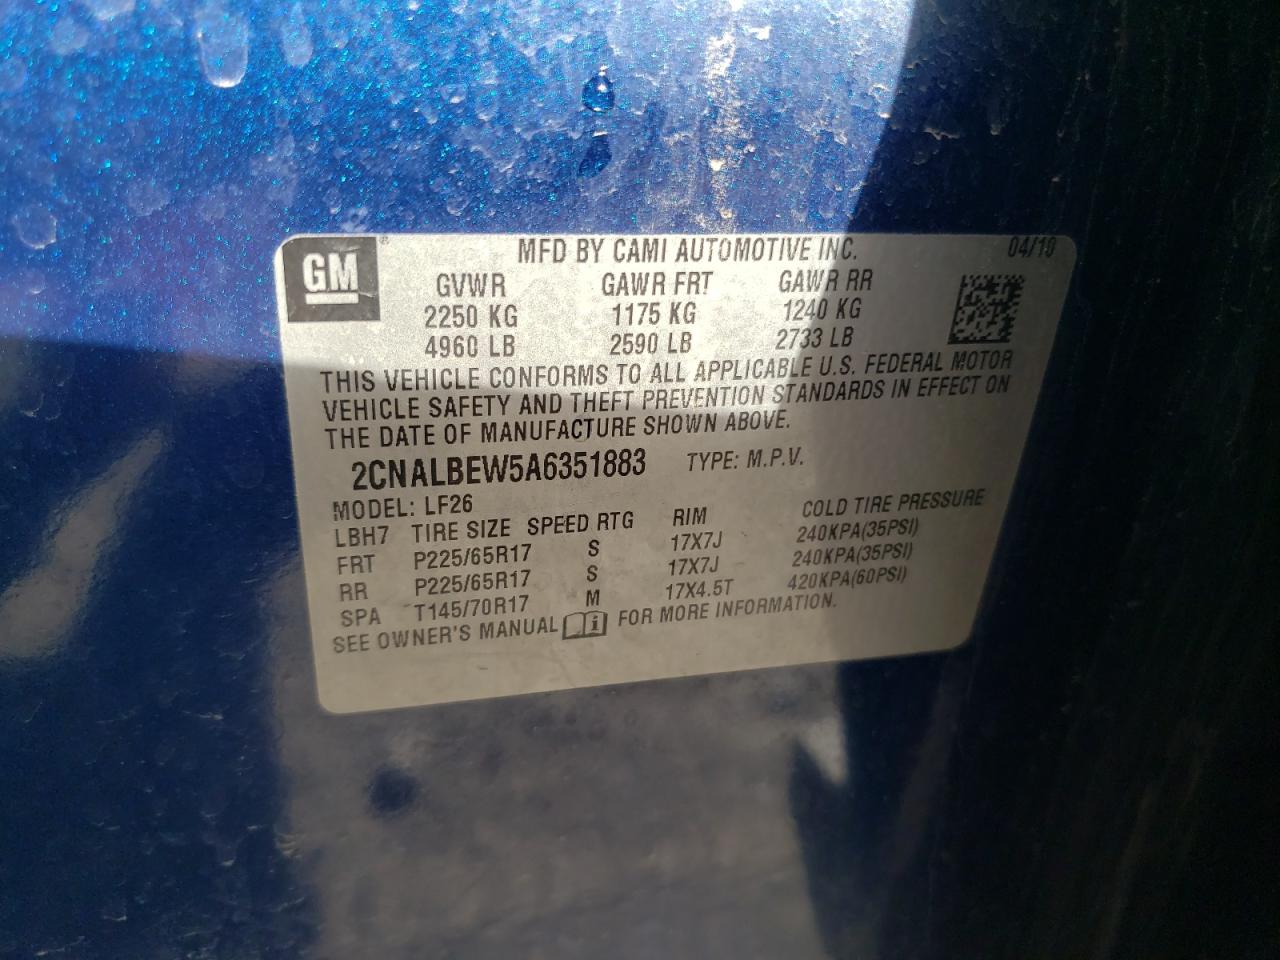 GM ®
MFD BY CAMI AUTOMOTIVE INC. 04/10
GVWR GAWR FRT GAWR RR
2250 KG 1175 KG 1240 KG
4960 LB 2590 LB 2733 LB
THIS VEHICLE CONFORMS TO ALL APPLICABLE U.S. FEDERAL MOTOR
VEHICLE SAFETY AND THEFT PREVENTION STANDARDS IN EFFECT ON
THE DATE OF MANUFACTURE SHOWN ABOVE.
2CNALBEW5A6351883 TYPE: M.P.V.
MODEL: LF26
LBH7 TIRE SIZE SPEED RTG RIM COLD TIRE PRESSURE
FRT P225/65R17 S 17X7J 240KPA(35PSI)
RR P225/65R17 S 17X7J 240KPA(35PSI)
SPA T145/70R17 M 17X4.5T 420KPA(60PSI)
SEE OWNER'S MANUAL i FOR MORE INFORMATION.